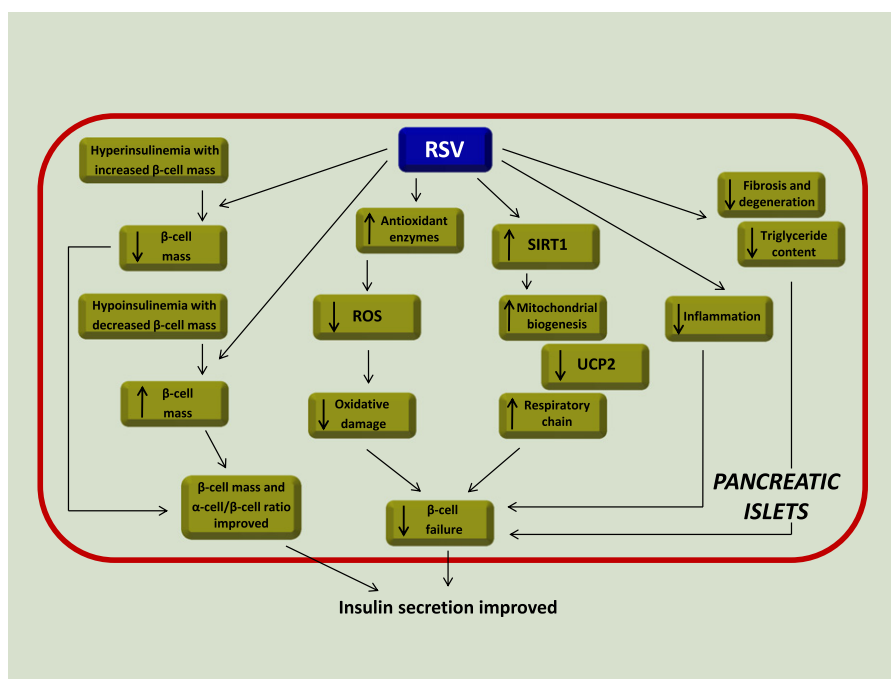 RSV
Hyperinsulinemia with
increased β-cell mass
↓ β-cell
mass
Hypoinsulinemia with
decreased β-cell mass
↑ β-cell
mass
β-cell mass and
α-cell/β-cell ratio
improved
↑ Antioxidant
enzymes
↓ ROS
↓ Oxidative
damage
↑ SIRT1
↑ Mitochondrial
biogenesis
↓ UCP2
↑ Respiratory
chain
↓ β-cell
failure
↓ Inflammation
↓ Fibrosis and
degeneration
↓ Triglyceride
content
PANCREATIC
ISLETS
Insulin secretion improved